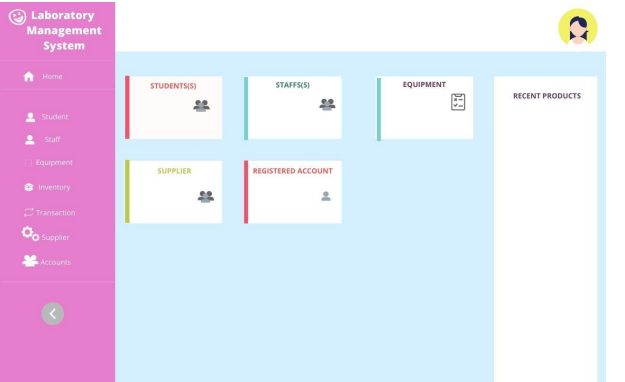 Laboratory
Management
System
Home
Student
Staff
Equipment
Inventory
Transaction
Supplier
Accounts
STUDENTS(S)
STAFFS(S)
EQUIPMENT
RECENT PRODUCTS
SUPPLIER
REGISTERED ACCOUNT